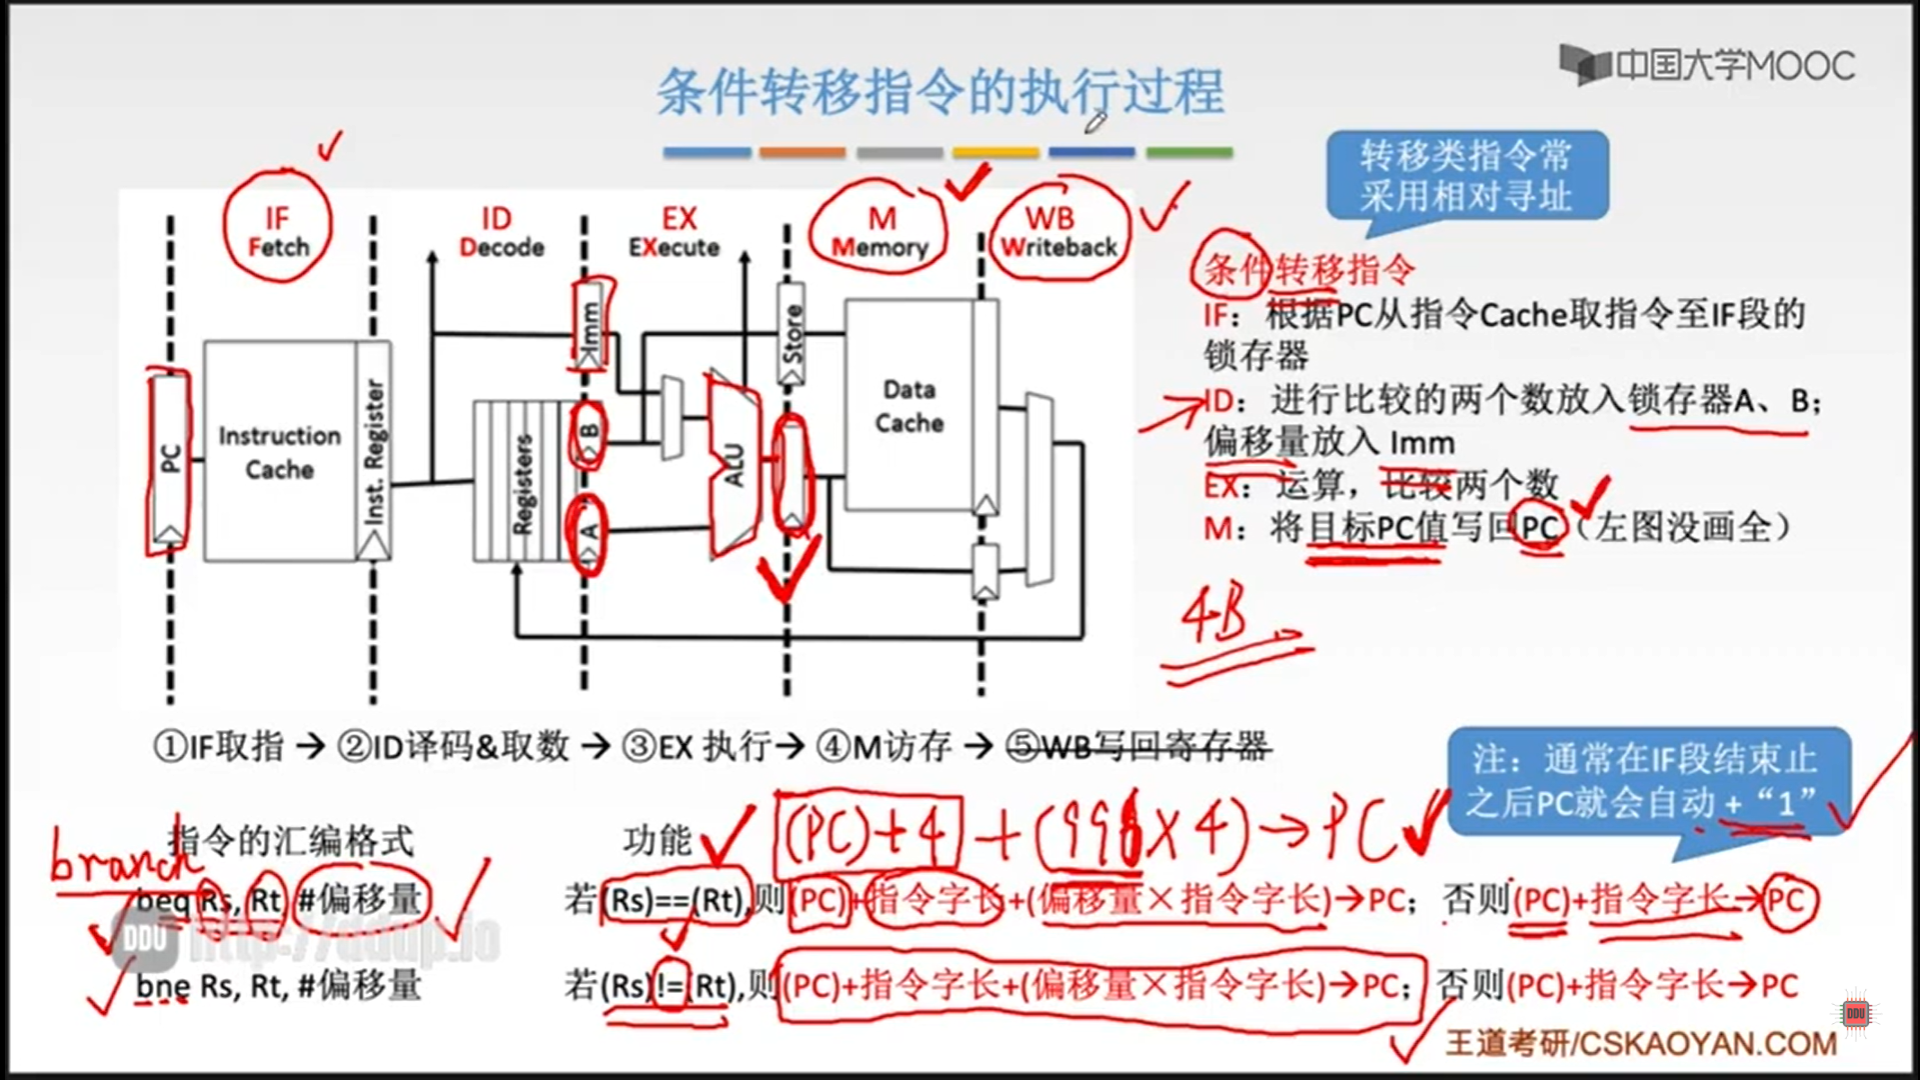 中国大学MOOC
条件转移指令的执行过程
转移类指令常
采用相对寻址
IF
Fetch
ID
Decode
EX
EXecute
M
Memory
WB
Writeback
PC
Instruction
Cache
Inst. Register
Registers
Imm
B
A
ALU
Store
Data
Cache
条件转移指令
IF：根据PC从指令Cache取指令至IF段的
锁存器
ID：进行比较的两个数放入锁存器A、B；
偏移量放入 Imm
EX：运算，比较两个数
M：将目标PC值写回PC（左图没画全）
4B
①IF取指 → ②ID译码&取数 → ③EX 执行→ ④M访存 → ⑤WB写回寄存器
注：通常在IF段结束止
之后PC就会自动 +“1”
指令的汇编格式
功能
(PC)+4 + (998×4)→PC
branch
beq Rs, Rt, #偏移量
若(Rs)==(Rt),则(PC)+指令字长+(偏移量×指令字长)→PC；否则(PC)+指令字长→PC
DDU http://ddup.io
bne Rs, Rt, #偏移量
若(Rs)!=(Rt),则(PC)+指令字长+(偏移量×指令字长)→PC；否则(PC)+指令字长→PC
DDU
王道考研/CSKAOYAN.COM